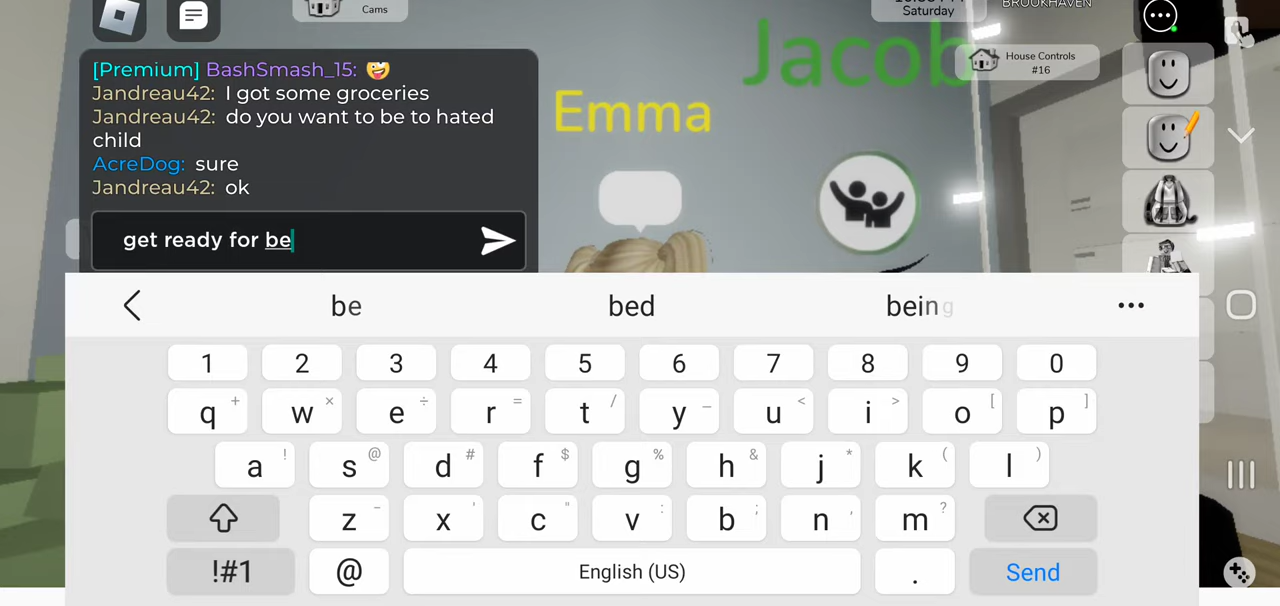 Cams
Saturday
BROOKHAVEN
House Controls
#16
Jacob
Emma
[Premium] BashSmash_15: 🤪
Jandreau42: I got some groceries
Jandreau42: do you want to be to hated
child
AcreDog: sure
Jandreau42: ok
get ready for be
be bed being
1 2 3 4 5 6 7 8 9 0
q + w × e ÷ r = t / y _ u < i > o [ p ]
a ! s @ d # f $ g % h & j * k ( l )
z - x ' c " v : b ; n , m ?
!#1 @ English (US) . Send